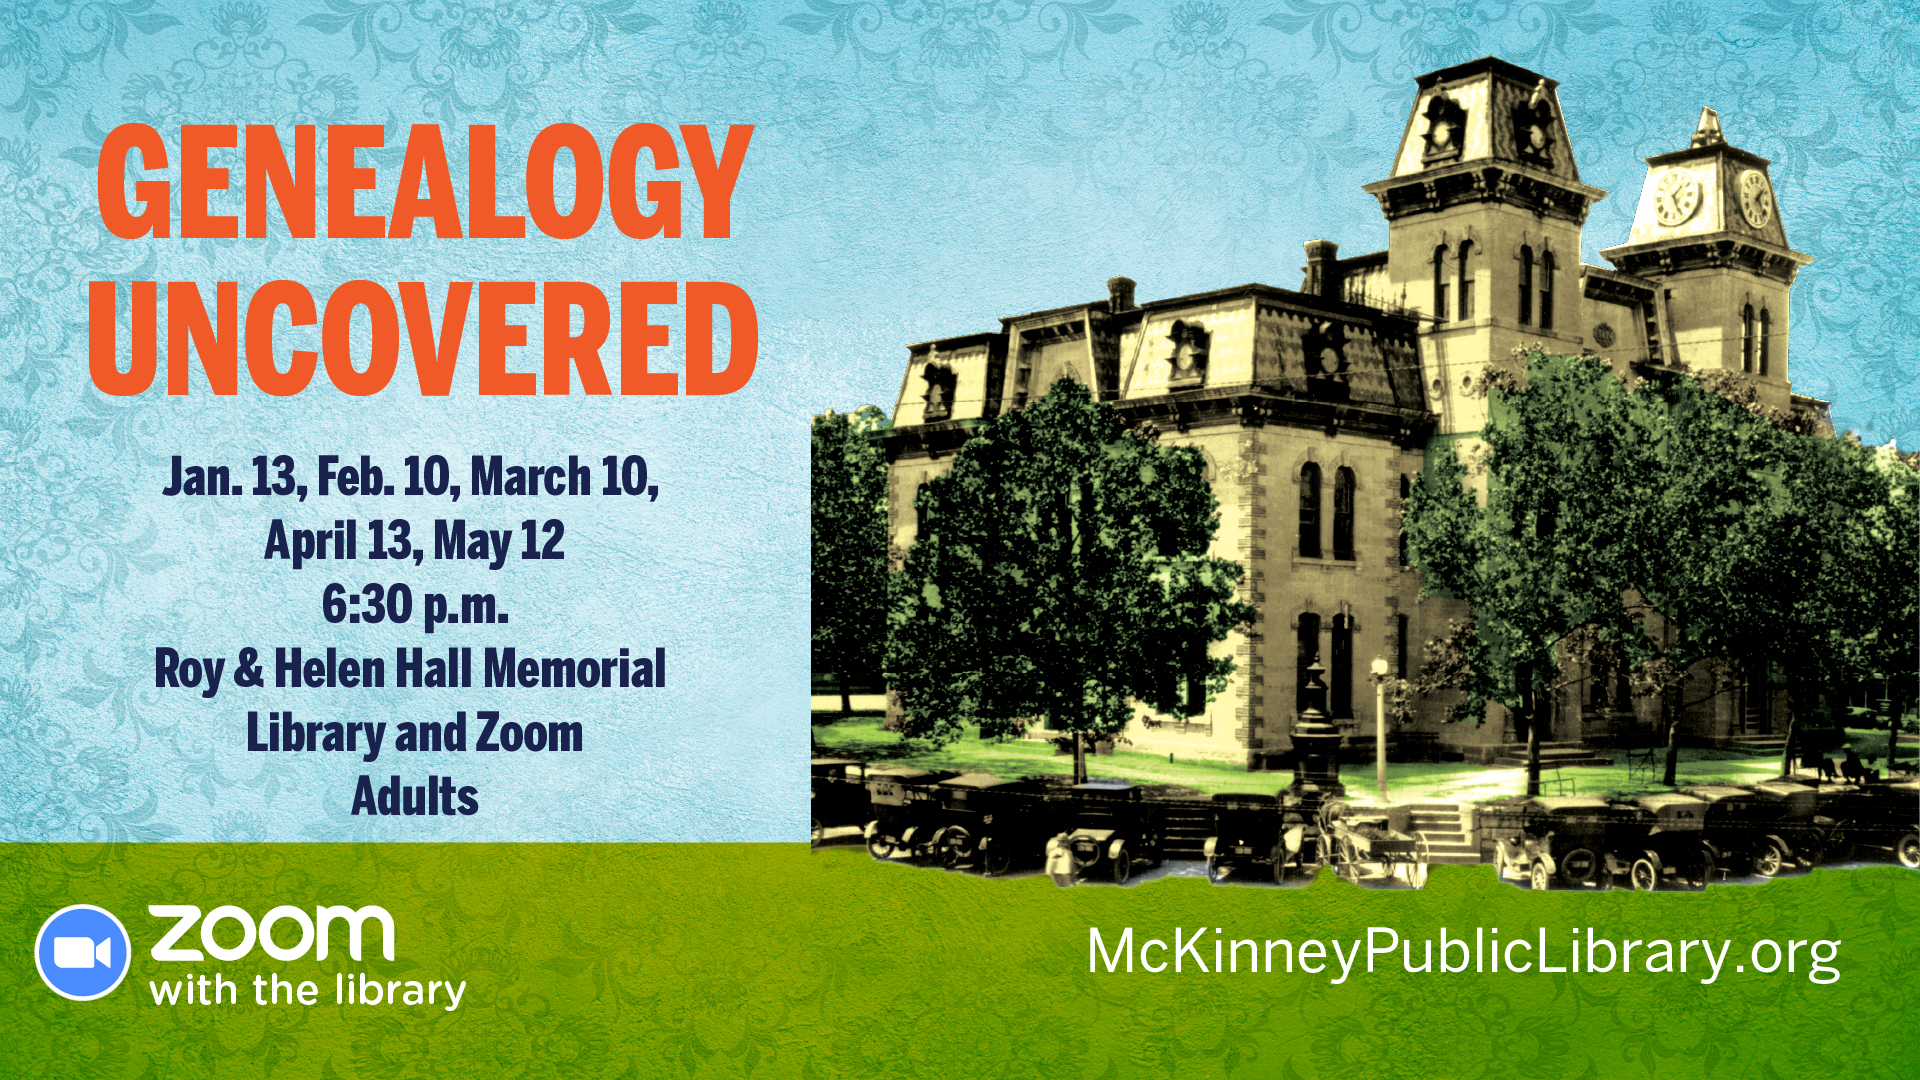 GENEALOGY
UNCOVERED
Jan. 13, Feb. 10, March 10,
April 13, May 12
6:30 p.m.
Roy & Helen Hall Memorial
Library and Zoom
Adults
zoom
with the library
McKinneyPublicLibrary.org